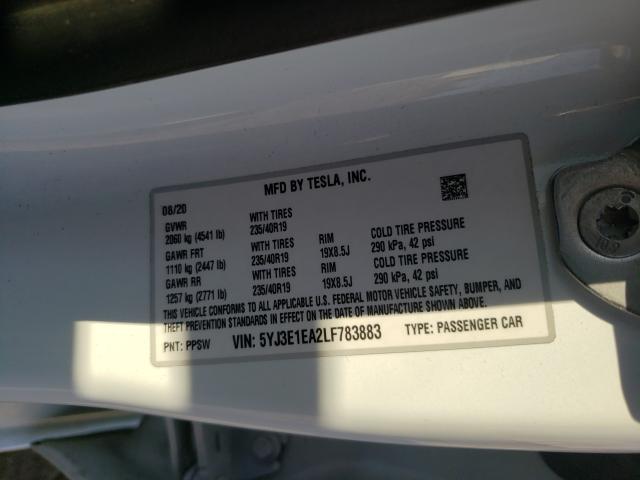 MFD BY TESLA, INC.
08/20
GVWR WITH TIRES
2060 kg (4541 lb) 235/40R19
GAWR FRT WITH TIRES RIM COLD TIRE PRESSURE
1110 kg (2447 lb) 235/40R19 19X8.5J 290 kPa, 42 psi
GAWR RR WITH TIRES RIM COLD TIRE PRESSURE
1257 kg (2771 lb) 235/40R19 19X8.5J 290 kPa, 42 psi
THIS VEHICLE CONFORMS TO ALL APPLICABLE U.S. FEDERAL MOTOR VEHICLE SAFETY, BUMPER, AND
THEFT PREVENTION STANDARDS IN EFFECT ON THE DATE OF MANUFACTURE SHOWN ABOVE.
PNT: PPSW VIN: 5YJ3E1EA2LF783883 TYPE: PASSENGER CAR